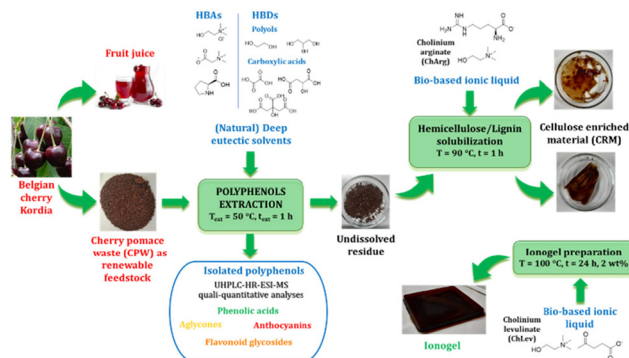 HBAs
HBDs
Polyols
Carboxylic acids
Fruit juice
(Natural) Deep
eutectic solvents
Belgian
cherry
Kordia
Cherry pomace
waste (CPW) as
renewable
feedstock
POLYPHENOLS
EXTRACTION
Text = 50 °C, text = 1 h
Undissolved
residue
Isolated polyphenols
UHPLC-HR-ESI-MS
quali-quantitative analyses
Phenolic acids
Aglycones
Anthocyanins
Flavonoid glycosides
Cholinium
arginate
(ChArg)
Bio-based ionic liquid
Hemicellulose/Lignin
solubilization
T = 90 °C, t = 1 h
Cellulose enriched
material (CRM)
Ionogel preparation
T = 100 °C, t = 24 h, 2 wt%
Ionogel
Bio-based ionic
liquid
Cholinium
levulinate
(ChLev)